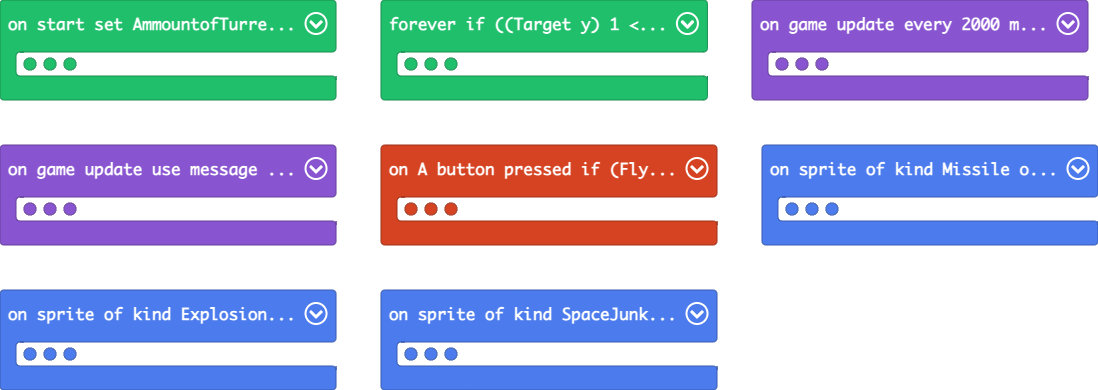 on start set AmmountofTurre...
forever if ((Target y) 1 <...
on game update every 2000 m...
on game update use message ...
on A button pressed if (Fly...
on sprite of kind Missile o...
on sprite of kind Explosion...
on sprite of kind SpaceJunk...